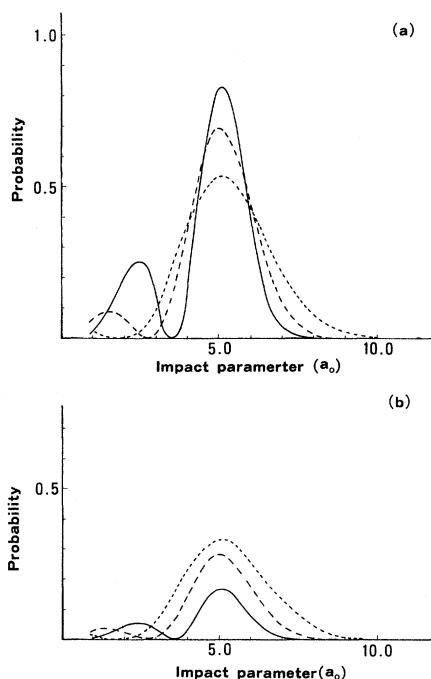 (a)
1.0
0.5
Probability
5.0
10.0
Impact paramerter (a₀)
(b)
0.5
Probability
5.0
10.0
Impact parameter(a₀)